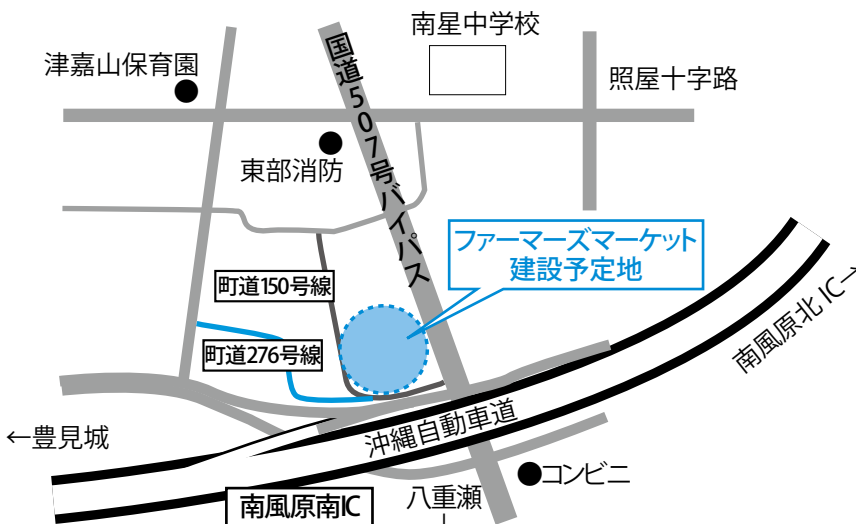 南星中学校
津嘉山保育園
照屋十字路
国道507号バイパス
東部消防
ファーマーズマーケット
建設予定地
町道150号線
町道276号線
南風原北IC→
←豊見城
沖縄自動車道
コンビニ
南風原南IC
八重瀬